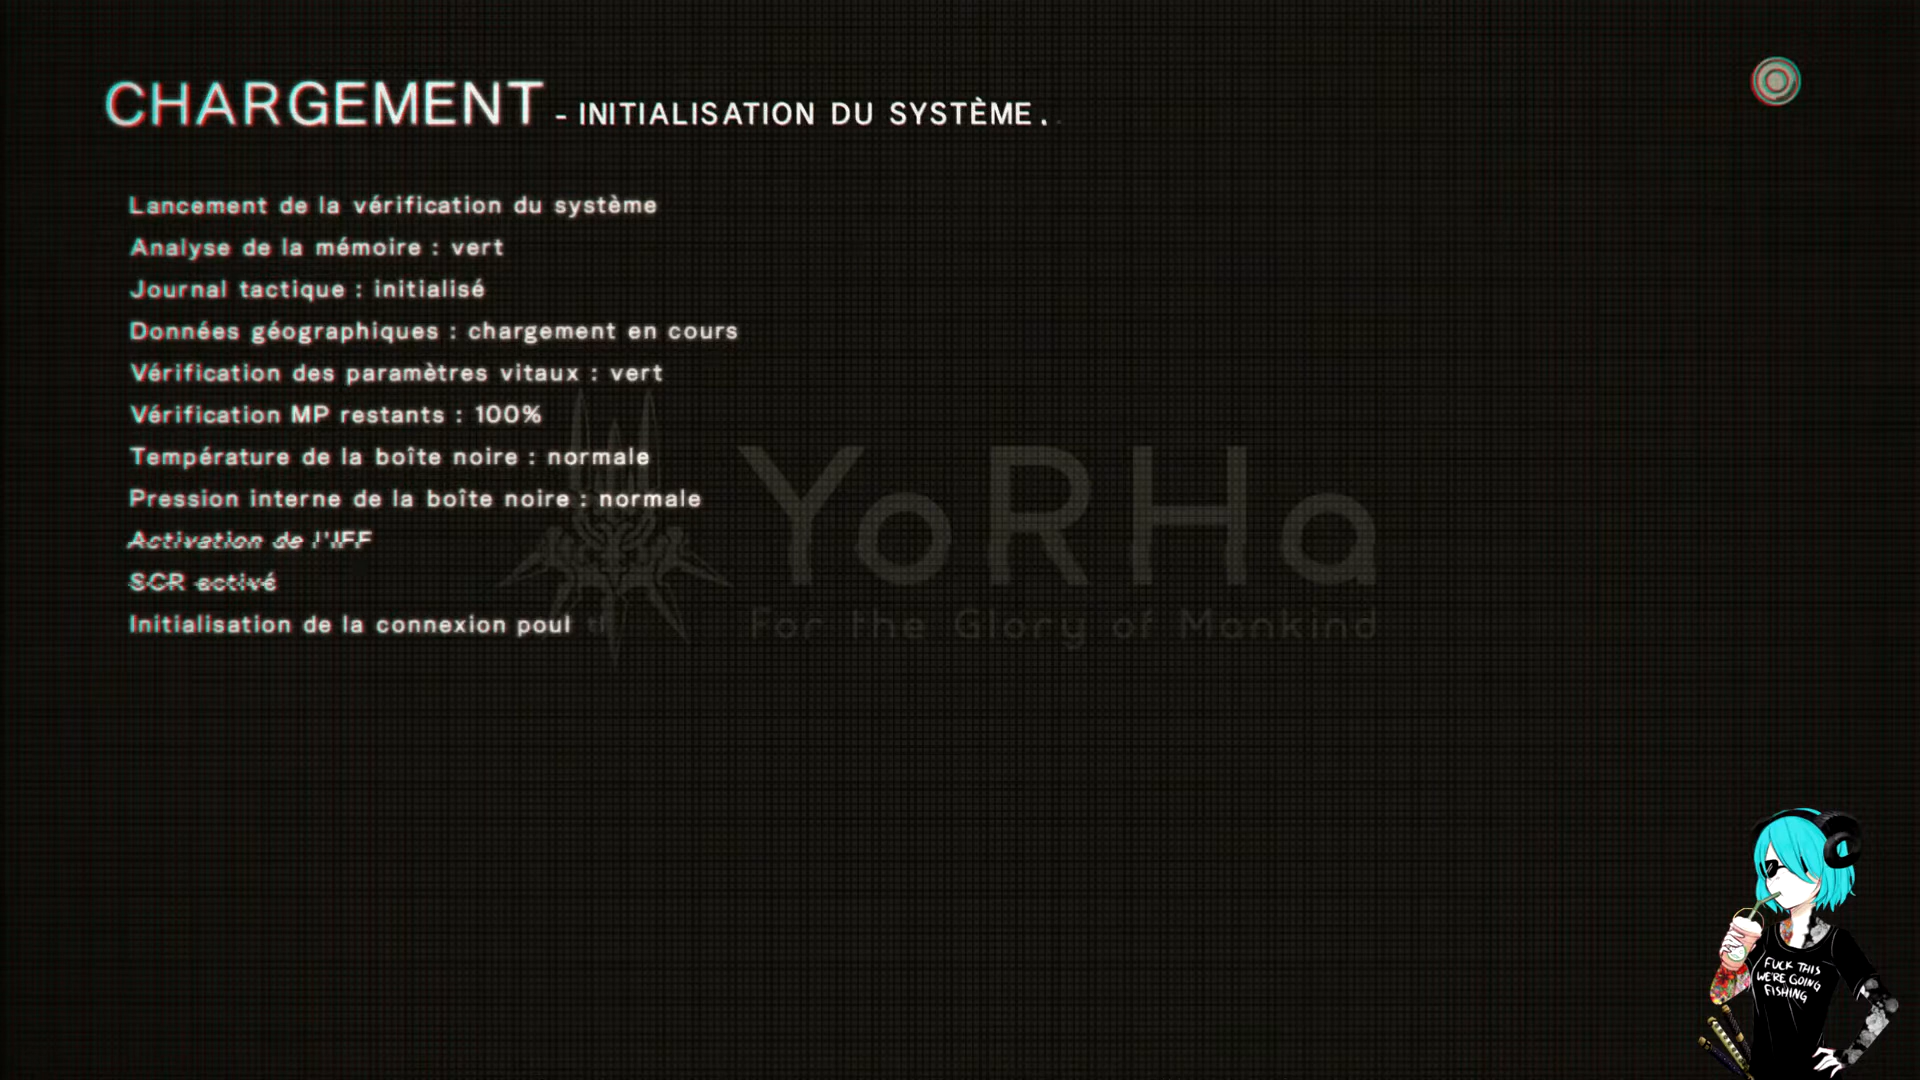 CHARGEMENT - INITIALISATION DU SYSTÈME.
Lancement de la vérification du système
Analyse de la mémoire : vert
Journal tactique : initialisé
Données géographiques : chargement en cours
Vérification des paramètres vitaux : vert
Vérification MP restants : 100%
Température de la boîte noire : normale
Pression interne de la boîte noire : normale
Activation de l'IFF
SCR activé
Initialisation de la connexion poul
YoRHa
For the Glory of Mankind
FUCK THIS
WE'RE GOING
FISHING